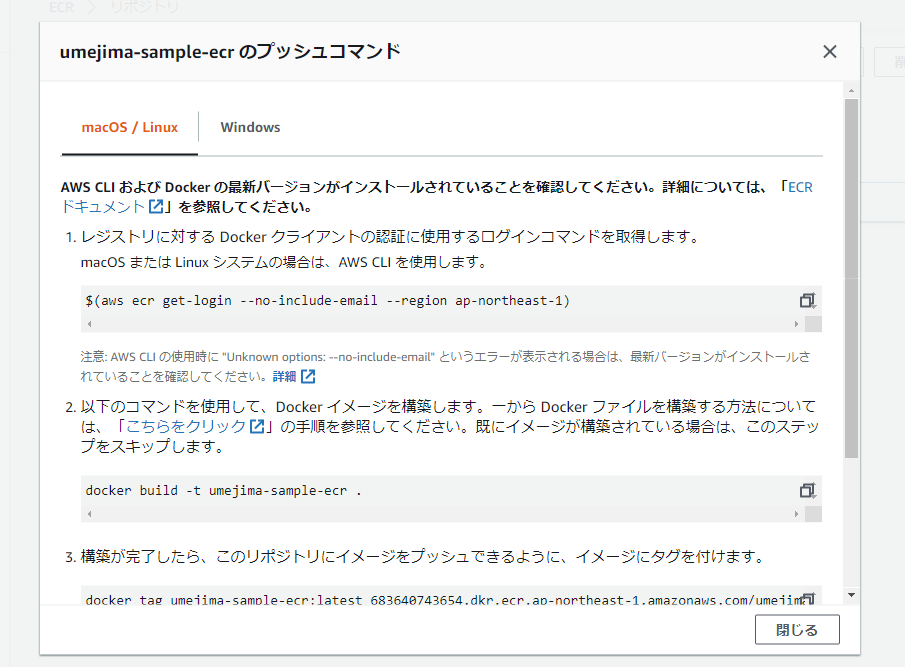 ECR > リポジトリ
umejima-sample-ecr のプッシュコマンド
macOS / Linux
Windows
AWS CLI および Docker の最新バージョンがインストールされていることを確認してください。詳細については、「ECR
ドキュメント」を参照してください。
1. レジストリに対する Docker クライアントの認証に使用するログインコマンドを取得します。
macOS または Linux システムの場合は、AWS CLI を使用します。
$(aws ecr get-login --no-include-email --region ap-northeast-1)
注意: AWS CLI の使用時に "Unknown options: --no-include-email" というエラーが表示される場合は、最新バージョンがインストールさ
れていることを確認してください。詳細
2. 以下のコマンドを使用して、Docker イメージを構築します。一から Docker ファイルを構築する方法について
は、「こちらをクリック」の手順を参照してください。既にイメージが構築されている場合は、このステッ
プをスキップします。
docker build -t umejima-sample-ecr .
3. 構築が完了したら、このリポジトリにイメージをプッシュできるように、イメージにタグを付けます。
docker tag umejima-sample-ecr:latest 683640743654.dkr.ecr.ap-northeast-1.amazonaws.com/umejim
閉じる